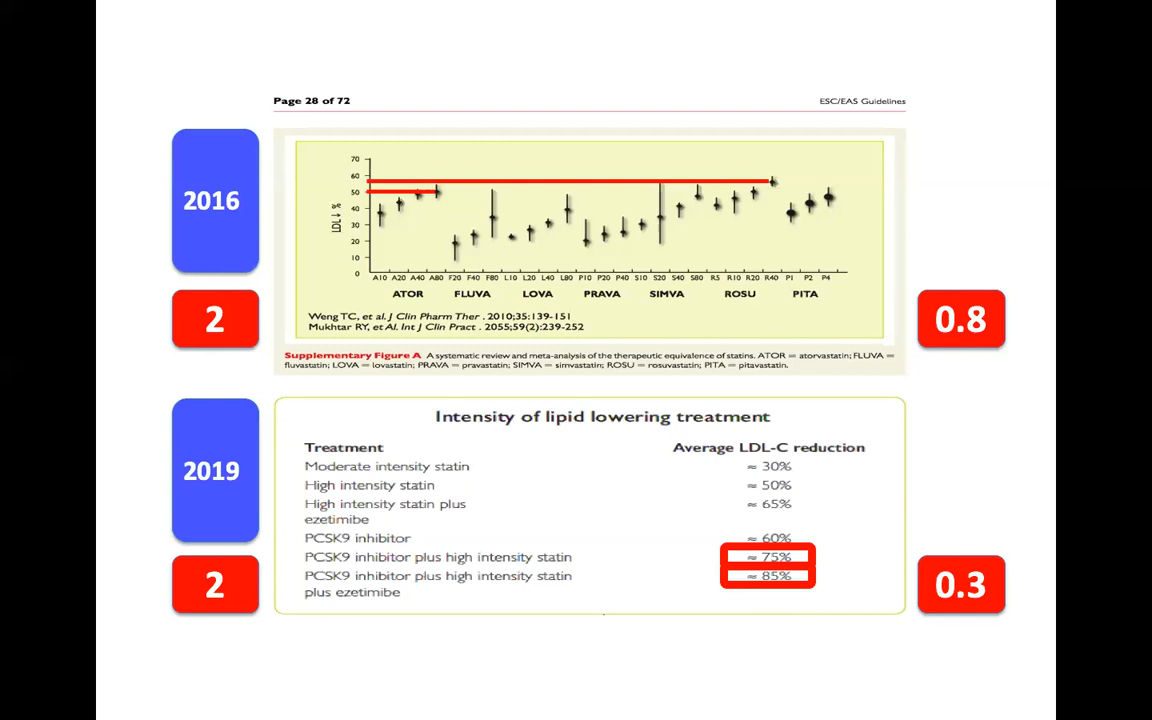 Page 28 of 72 ESC/EAS Guidelines
2016
70
60
50
40
30
20
10
0
LDL↓ %
A10 A20 A40 A80 F20 F40 F80 L10 L20 L40 L80 P10 P20 P40 S10 S20 S40 S80 R5 R10 R20 R40 P1 P2 P4
ATOR FLUVA LOVA PRAVA SIMVA ROSU PITA
Weng TC, et al. J Clin Pharm Ther . 2010;35:139-151
Mukhtar RY, et Al. Int J Clin Pract . 2055;59(2):239-252
2
0.8
Supplementary Figure A A systematic review and meta-analysis of the therapeutic equivalence of statins. ATOR = atorvastatin; FLUVA =
fluvastatin; LOVA = lovastatin; PRAVA = pravastatin; SIMVA = simvastatin; ROSU = rosuvastatin; PITA = pitavastatin.
2019
Intensity of lipid lowering treatment
Treatment Average LDL-C reduction
Moderate intensity statin ≈ 30%
High intensity statin ≈ 50%
High intensity statin plus ≈ 65%
ezetimibe
PCSK9 inhibitor ≈ 60%
PCSK9 inhibitor plus high intensity statin ≈ 75%
PCSK9 inhibitor plus high intensity statin ≈ 85%
plus ezetimibe
2
0.3